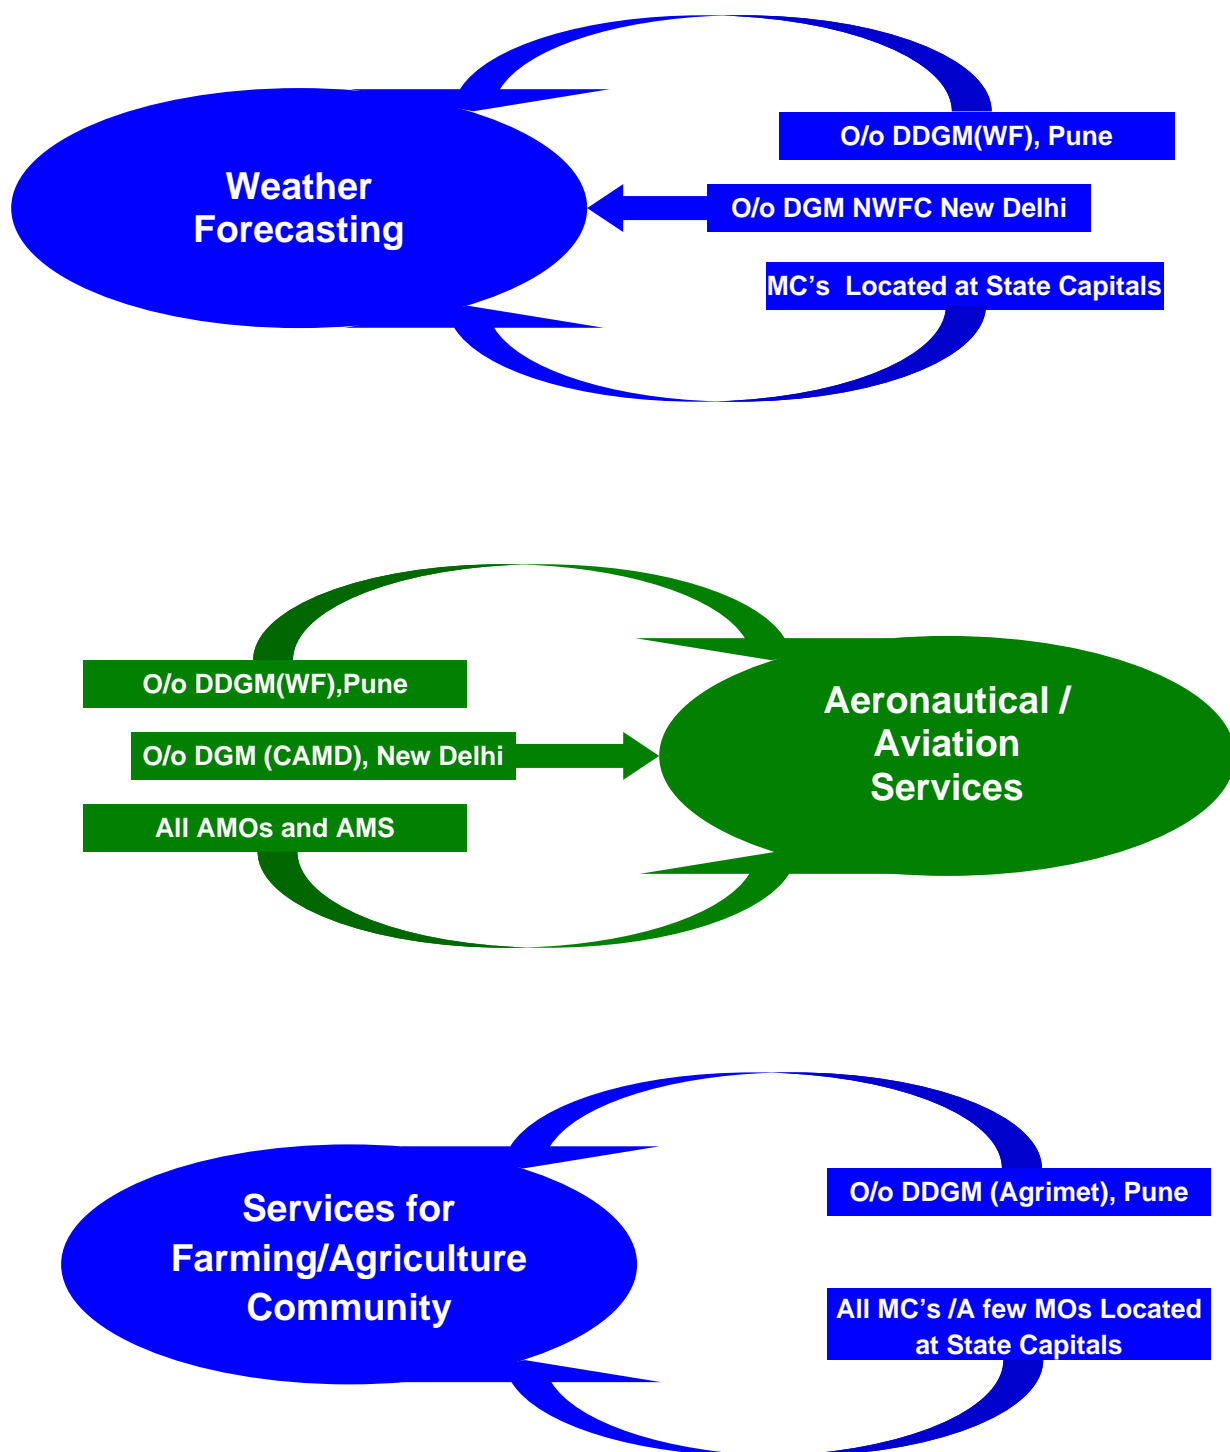 Weather
Forecasting
O/o DDGM(WF), Pune
O/o DGM NWFC New Delhi
MC's  Located at State Capitals
O/o DDGM(WF),Pune
O/o DGM (CAMD), New Delhi
All AMOs and AMS
Aeronautical /
Aviation
Services
Services for
Farming/Agriculture
Community
O/o DDGM (Agrimet), Pune
All MC's /A few MOs Located
at State Capitals